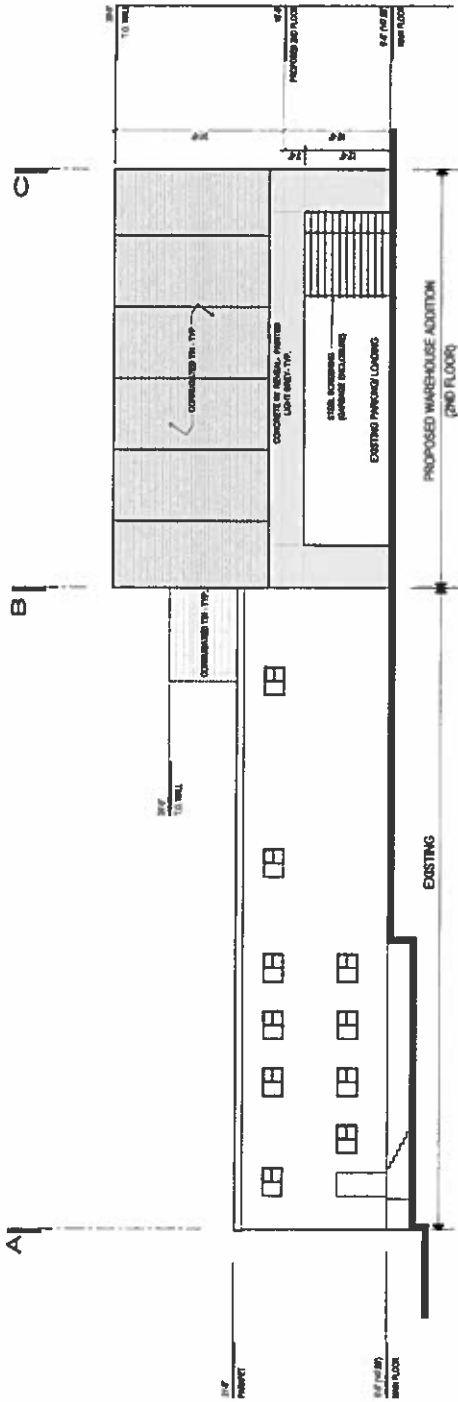 A
B
C
T.O. WALL
PROPOSED 2ND FLOOR
MAIN FLOOR
CORRUGATED TIN - TYP.
CONCRETE W/ REVEAL - PAINTED
LIGHT GREY - TYP.
STEEL SCREENING
(GARBAGE ENCLOSURE)
EXISTING PARKING/ LOADING
CORRUGATED TIN - TYP.
T.O. WALL
PARAPET
MAIN FLOOR
EXISTING
PROPOSED WAREHOUSE ADDITION
(2ND FLOOR)